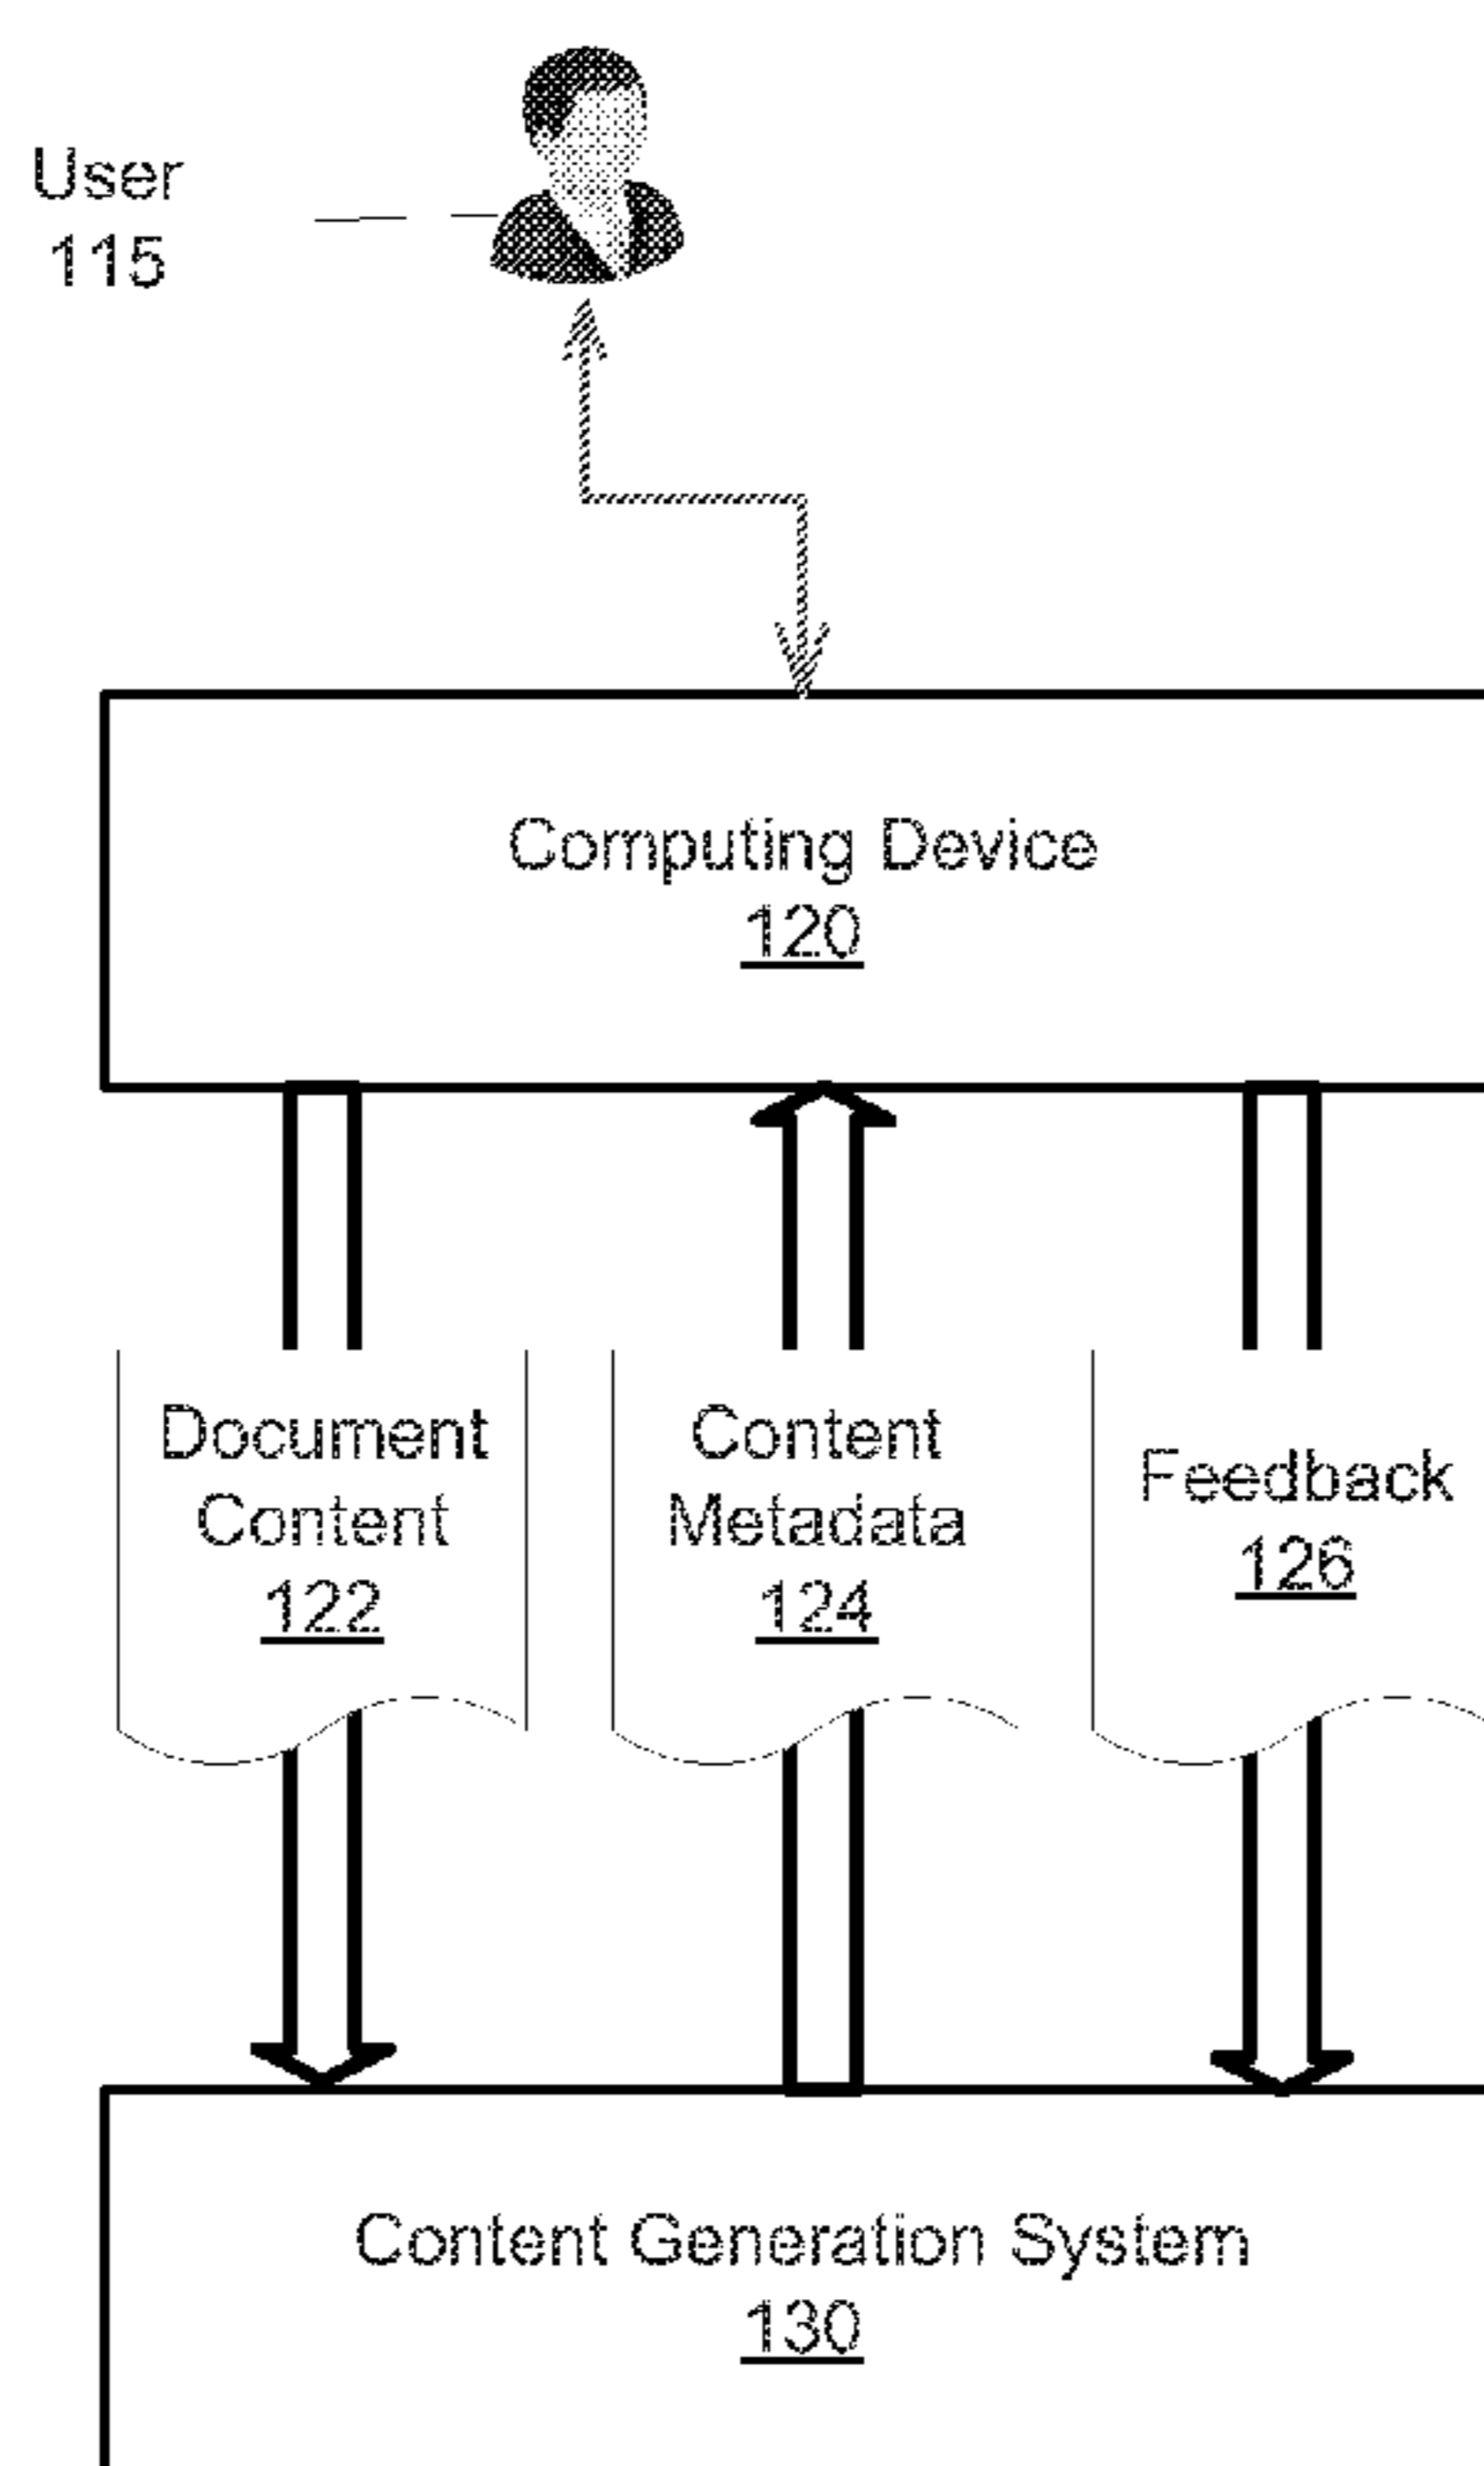 User
115
Computing Device
120
Document
Content
122
Content
Metadata
124
Feedback
126
Content Generation System
130